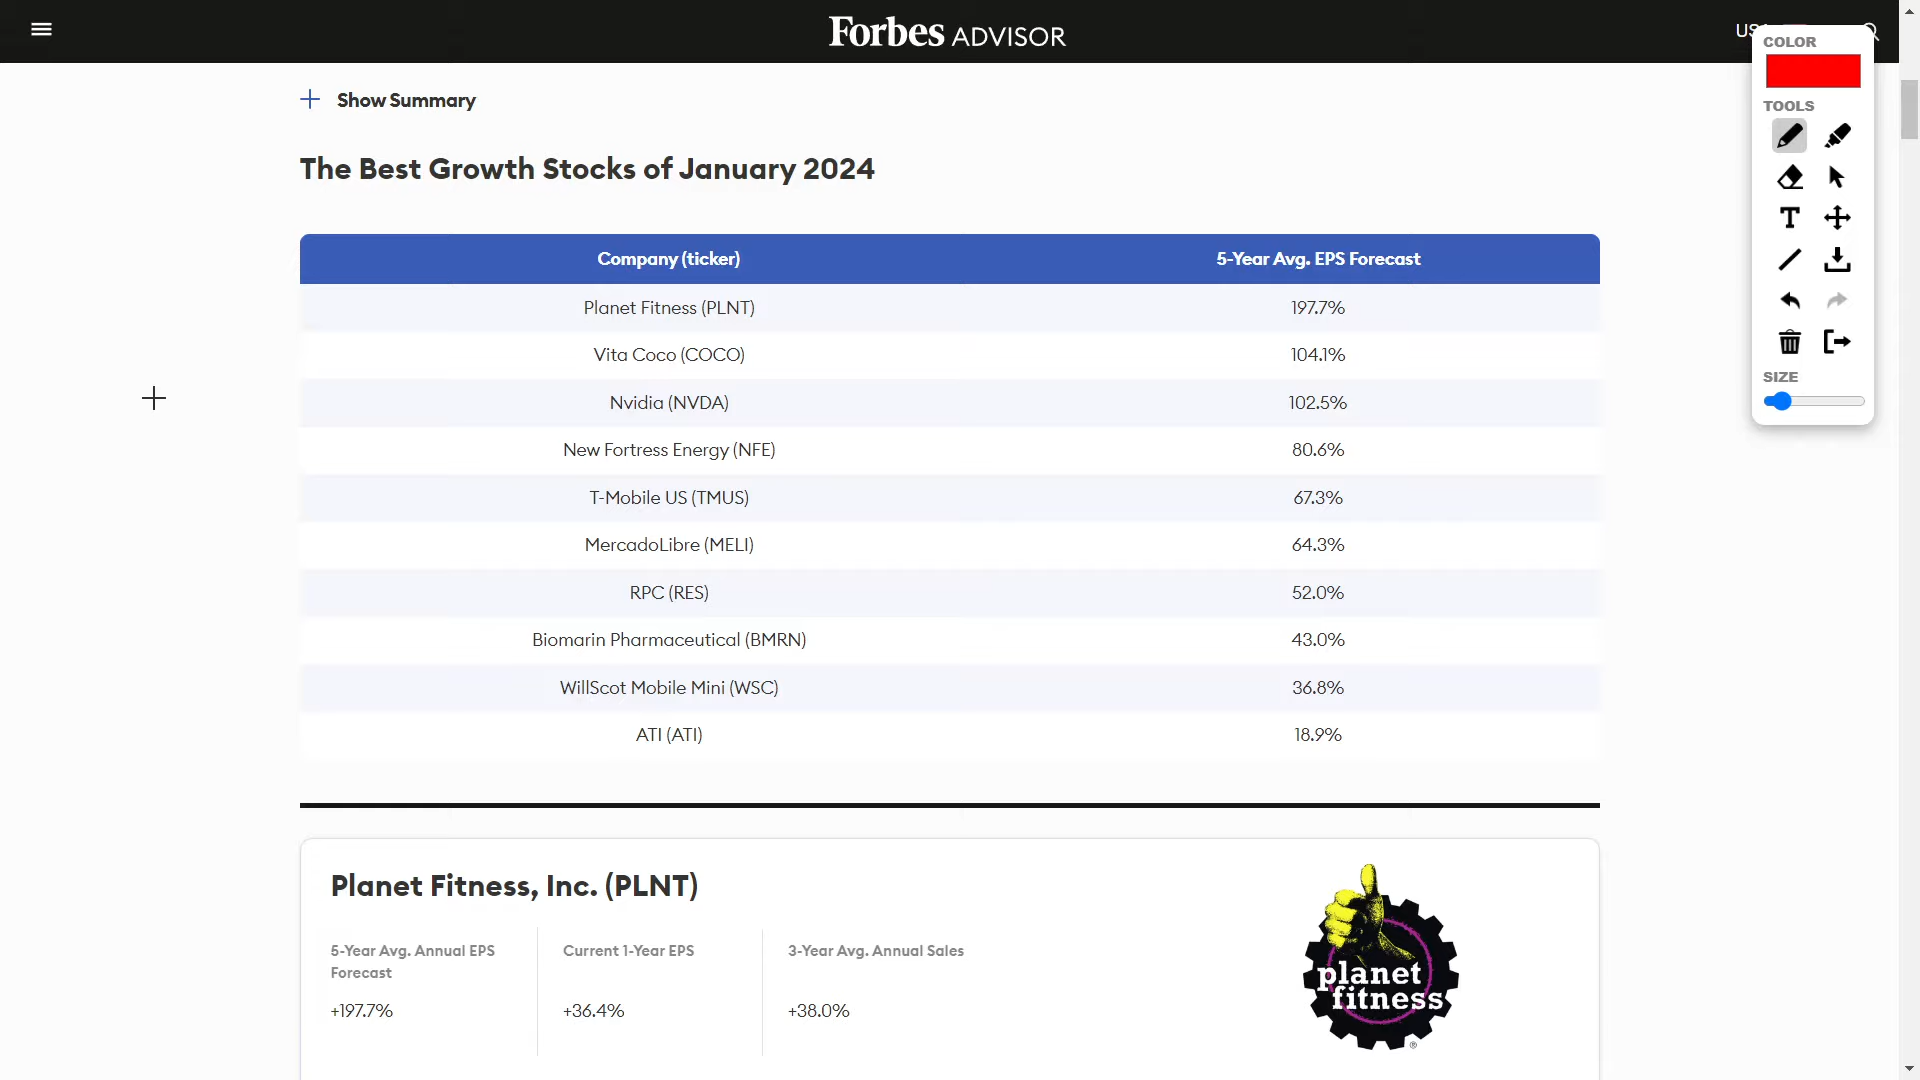 Forbes ADVISOR
US
COLOR
TOOLS
SIZE
Show Summary
The Best Growth Stocks of January 2024
Company (ticker) 5-Year Avg. EPS Forecast
Planet Fitness (PLNT) 197.7%
Vita Coco (COCO) 104.1%
Nvidia (NVDA) 102.5%
New Fortress Energy (NFE) 80.6%
T-Mobile US (TMUS) 67.3%
MercadoLibre (MELI) 64.3%
RPC (RES) 52.0%
Biomarin Pharmaceutical (BMRN) 43.0%
WillScot Mobile Mini (WSC) 36.8%
ATI (ATI) 18.9%
Planet Fitness, Inc. (PLNT)
5-Year Avg. Annual EPS
Forecast
+197.7%
Current 1-Year EPS
+36.4%
3-Year Avg. Annual Sales
+38.0%
planet
fitness®